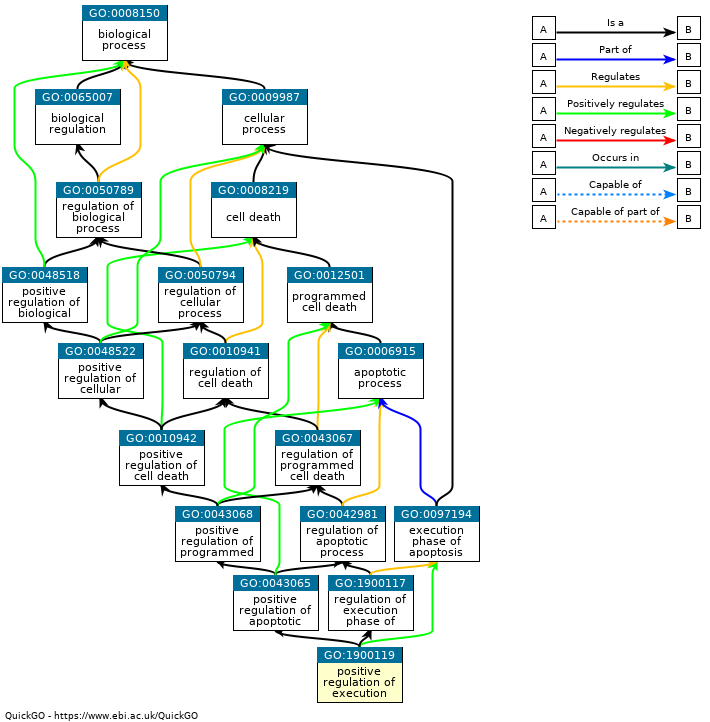 GO:0008150
biological
process
GO:0065007
biological
regulation
GO:0009987
cellular
process
GO:0050789
regulation of
biological
process
GO:0008219
cell death
GO:0048518
positive
regulation of
biological
GO:0050794
regulation of
cellular
process
GO:0012501
programmed
cell death
GO:0048522
positive
regulation of
cellular
GO:0010941
regulation of
cell death
GO:0006915
apoptotic
process
GO:0010942
positive
regulation of
cell death
GO:0043067
regulation of
programmed
cell death
GO:0043068
positive
regulation of
programmed
GO:0042981
regulation of
apoptotic
process
GO:0097194
execution
phase of
apoptosis
GO:0043065
positive
regulation of
apoptotic
GO:1900117
regulation of
execution
phase of
GO:1900119
positive
regulation of
execution
A Is a B
A Part of B
A Regulates B
A Positively regulates B
A Negatively regulates B
A Occurs in B
A Capable of B
A Capable of part of B
QuickGO - https://www.ebi.ac.uk/QuickGO